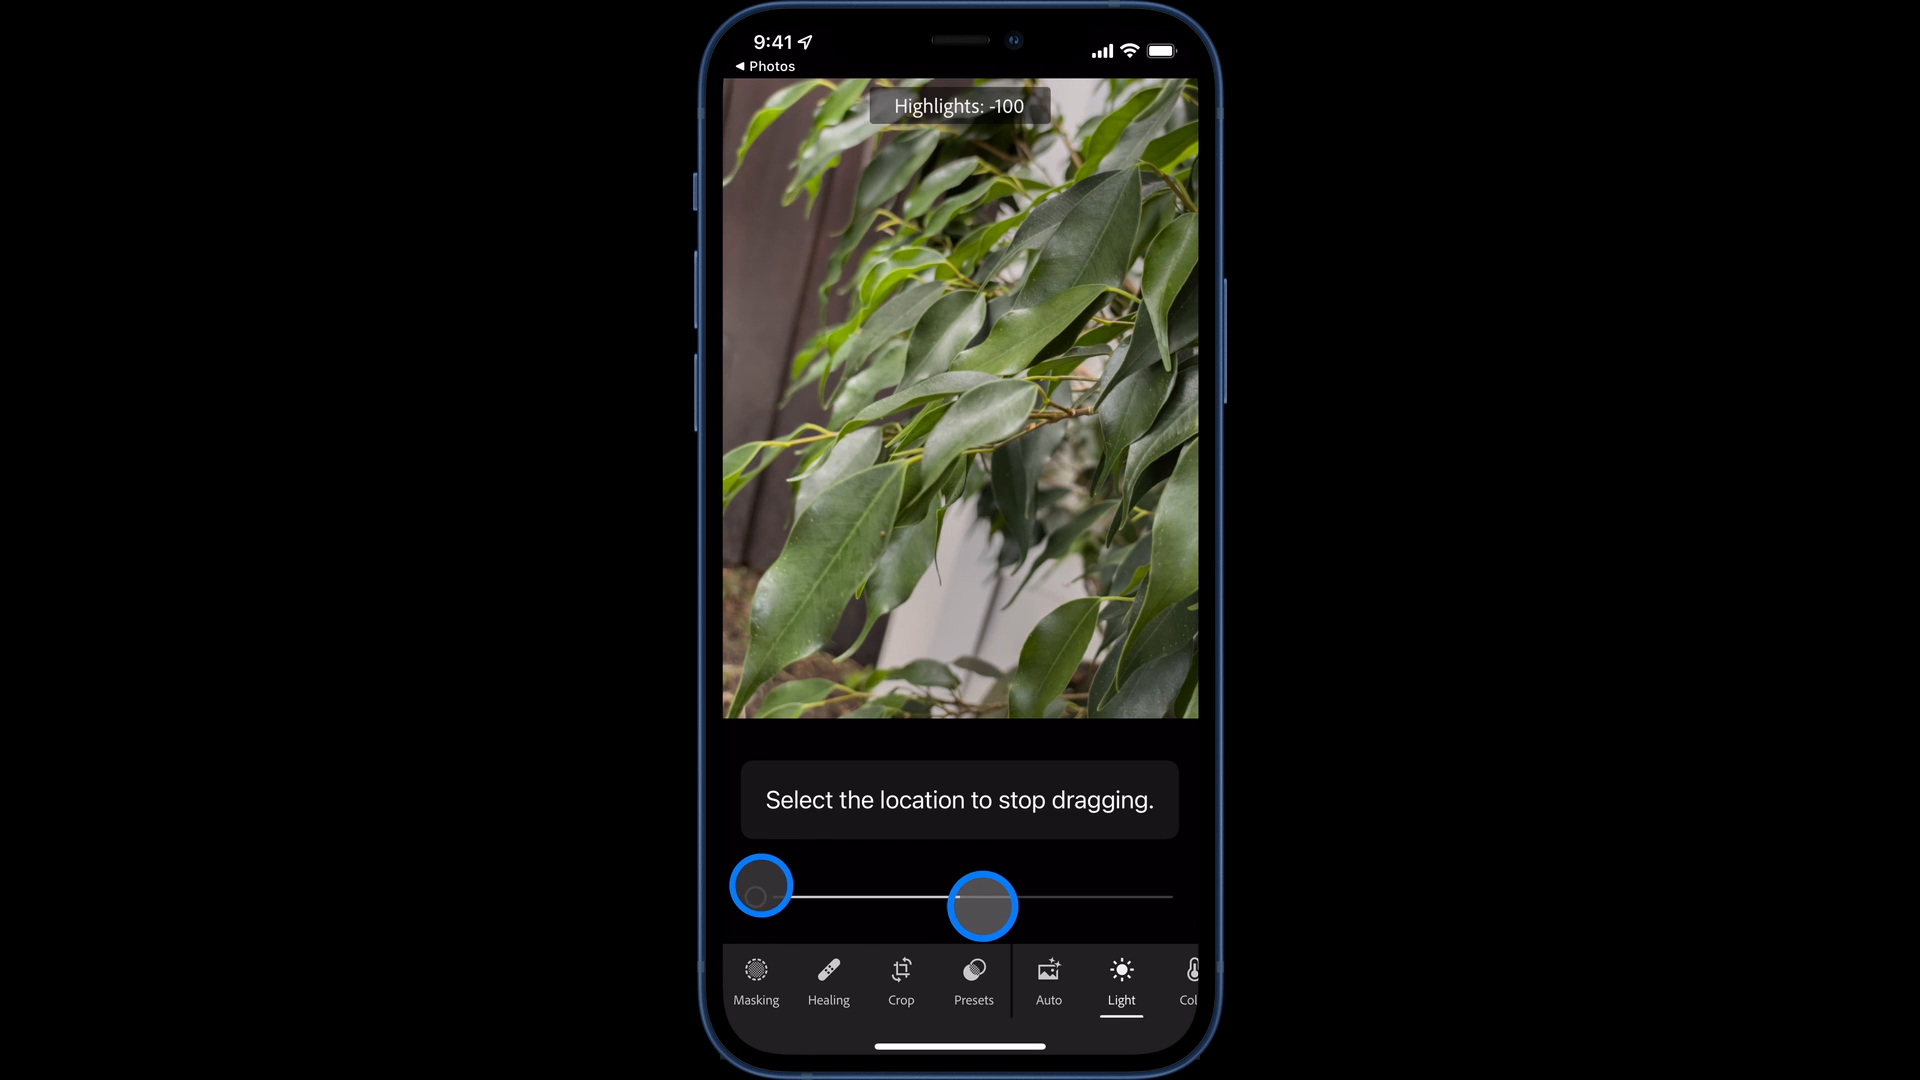 9:41
◀ Photos
Highlights: -100
Select the location to stop dragging.
Masking
Healing
Crop
Presets
Auto
Light
Col